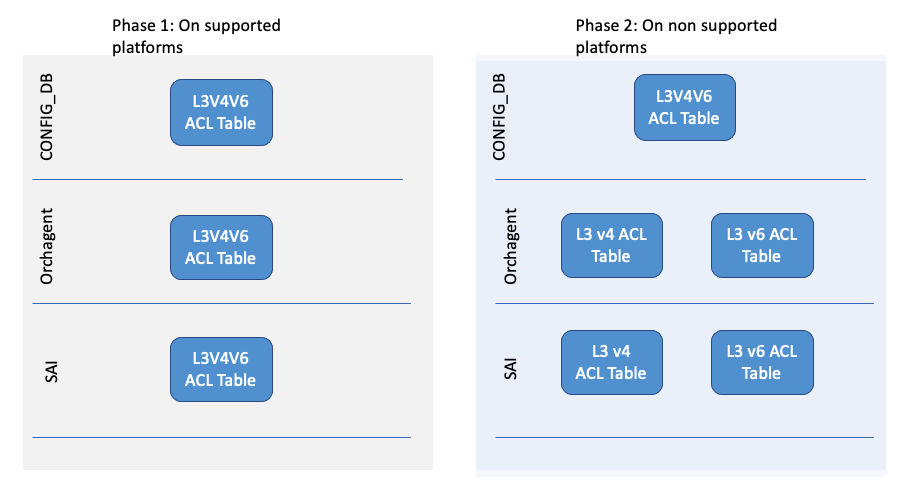 Phase 1: On supported
platforms
CONFIG_DB
L3V4V6
ACL Table
Orchagent
L3V4V6
ACL Table
SAI
L3V4V6
ACL Table
Phase 2: On non supported
platforms
CONFIG_DB
L3V4V6
ACL Table
Orchagent
L3 v4 ACL
Table
L3 v6 ACL
Table
SAI
L3 v4
ACL Table
L3 v6 ACL
Table